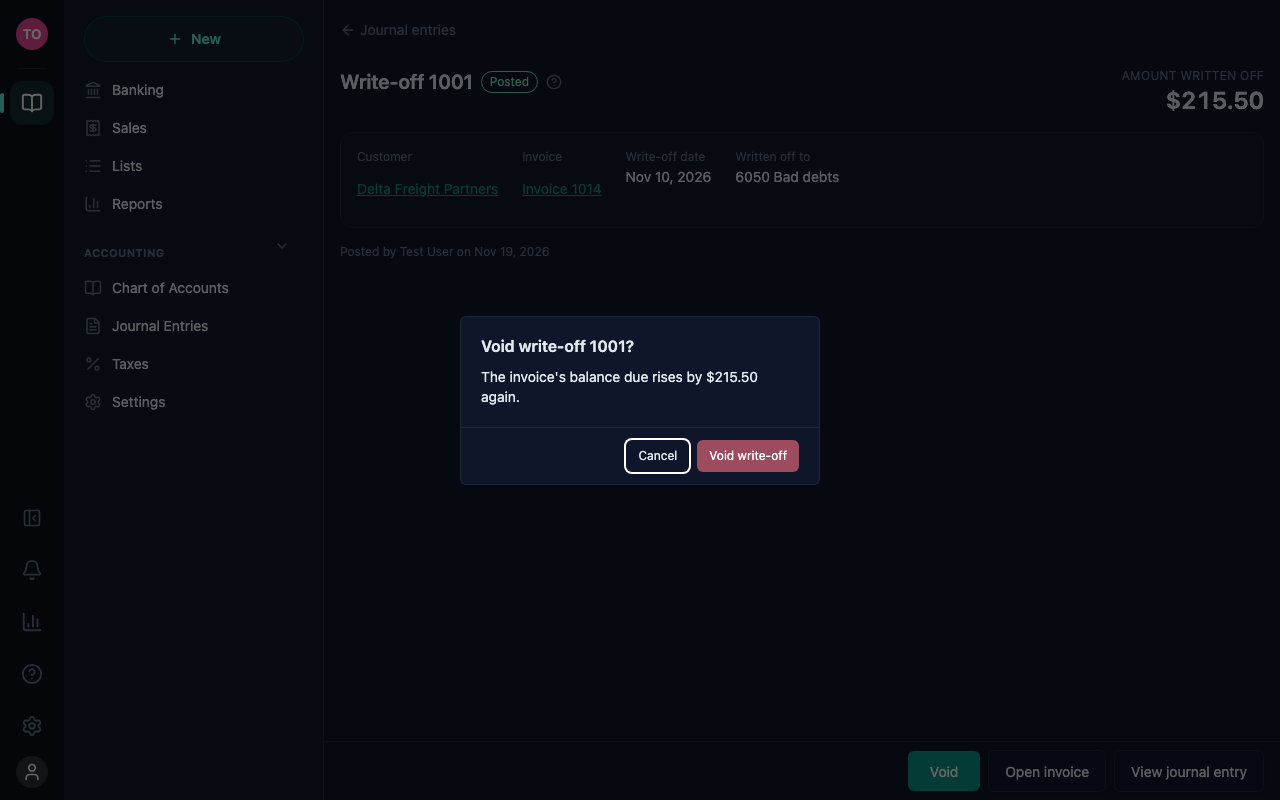 TO
New
Banking
Sales
Lists
Reports
ACCOUNTING
Chart of Accounts
Journal Entries
Taxes
Settings
Journal entries
Write-off 1001 Posted
AMOUNT WRITTEN OFF
$215.50
Customer Invoice Write-off date Written off to
Delta Freight Partners Invoice 1014 Nov 10, 2026 6050 Bad debts
Posted by Test User on Nov 19, 2026
Void write-off 1001?
The invoice's balance due rises by $215.50
again.
Cancel Void write-off
Void Open invoice View journal entry